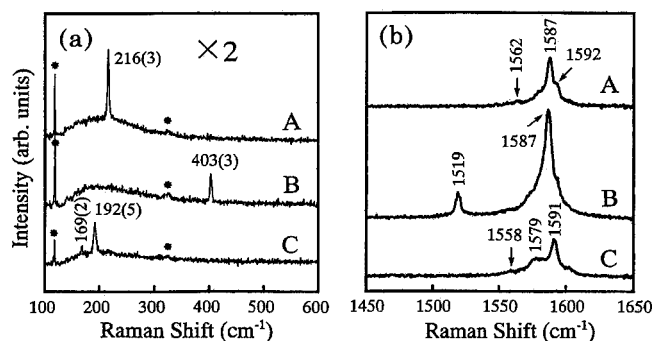 (a)
×2
216(3)
*
*
A
*
403(3)
*
B
*
169(2)
192(5)
*
*
C
100 200 300 400 500 600
Raman Shift (cm-1)
Intensity (arb. units)
(b)
1562
1587
1592
A
1519
1587
B
1558
1579
1591
C
1450 1500 1550 1600 1650
Raman Shift (cm-1)